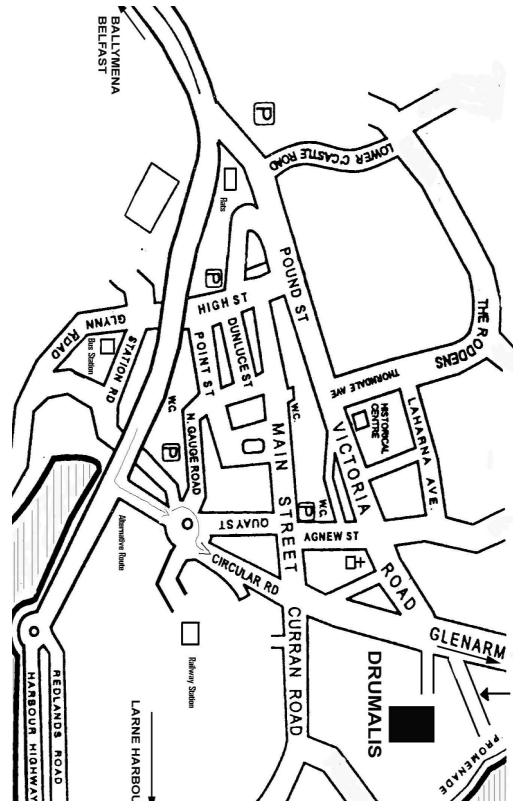 BALLYMENA
BELFAST
P
LOWER C'CASTLE ROAD
Flats
POUND ST
THE RODDENS
P
HIGH ST
GLYNN ROAD
STATION RD
Bus Station
POINT ST
DUNLUCE ST
THORNDALE AVE
LAHARNA AVE.
HISTORICAL
CENTRE
W.C.
W.C.
N. GAUGE ROAD
MAIN STREET
VICTORIA ROAD
P
P
W.C.
QUAY ST
AGNEW ST
Alternative Route
CIRCULAR RD
GLENARM
CURRAN ROAD
Railway Station
DRUMALIS
REDLANDS ROAD
HARBOUR HIGHWAY
LARNE HARBOU
PROMENADE